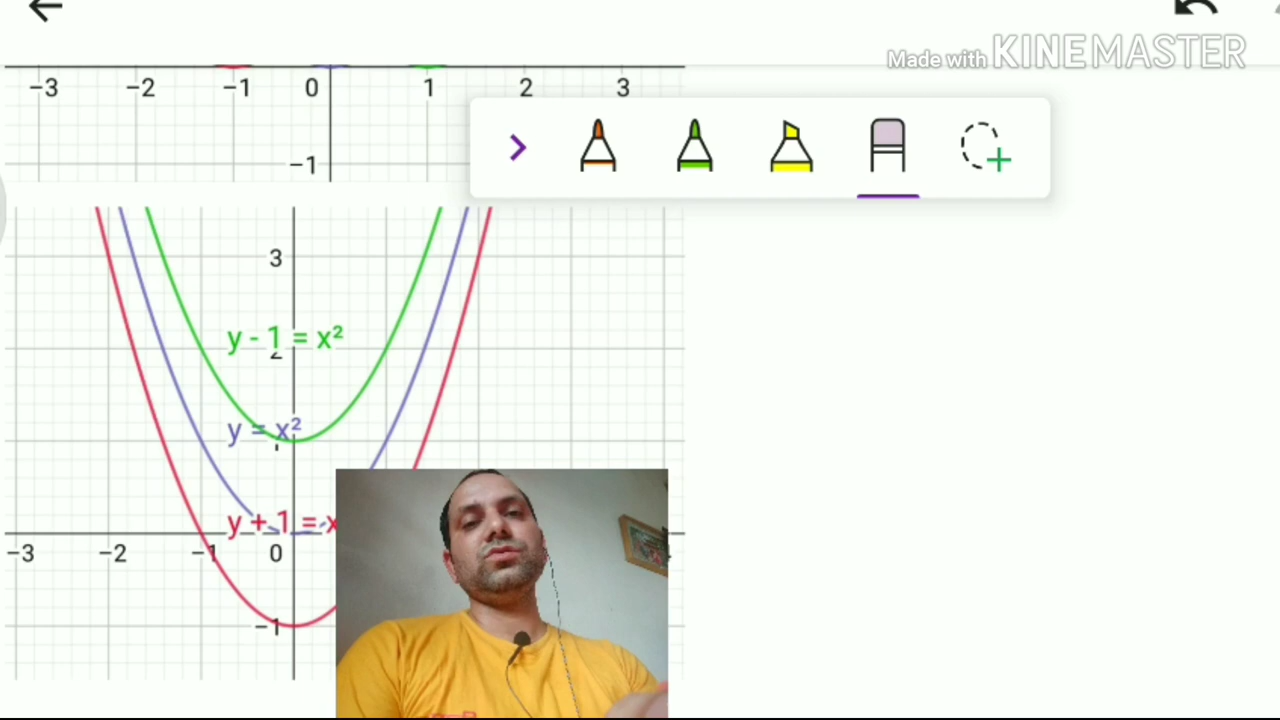 Made with KINEMASTER
−3 −2 −1 0 1 2 3
−1
3
y - 1 = x²
2
y = x²
y + 1 = x
−3 −2 −1 0
−1